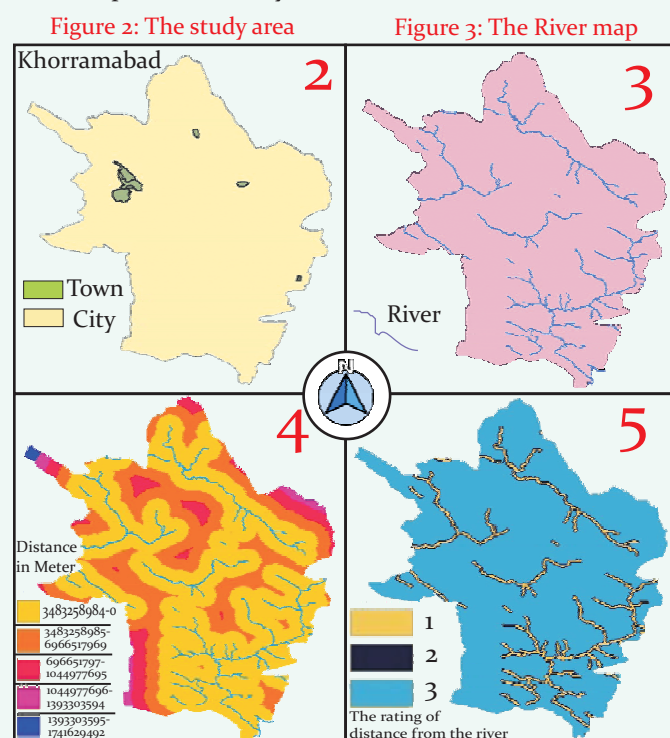 Figure 2: The study area
Figure 3: The River map
Khorramabad
2
3
Town
City
River
N
4
5
Distance
in Meter
3483258984-0
3483258985-
6966517969
696651797-
1044977695
1044977696-
1393303594
1393303595-
1741629492
1
2
3
The rating of
distance from the river